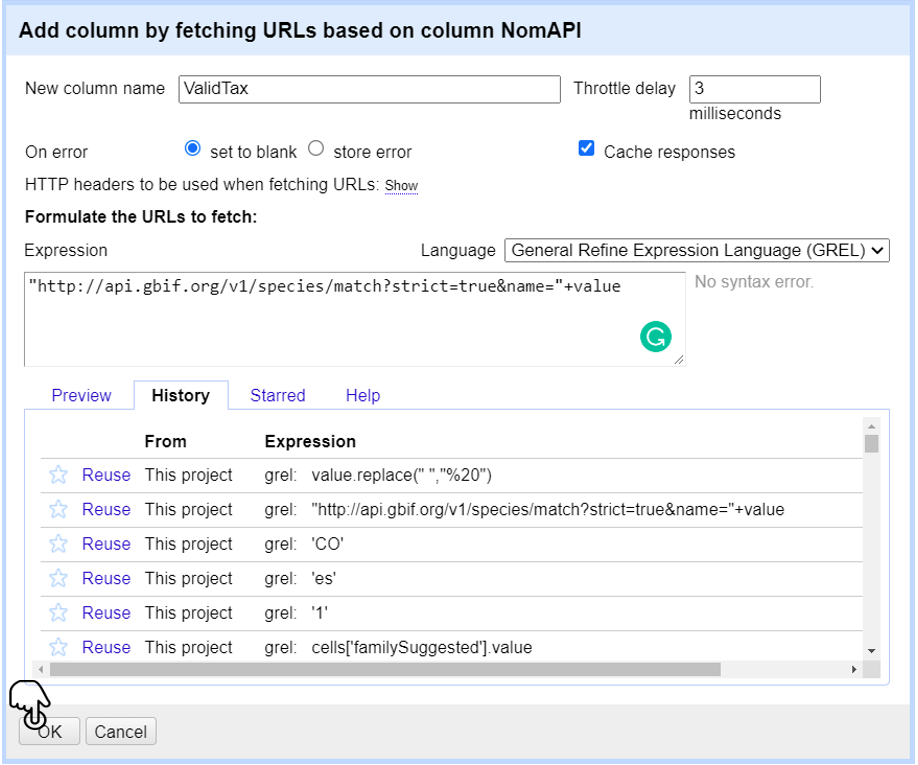 Add column by fetching URLs based on column NomAPI
New column name ValidTax Throttle delay 3
milliseconds
On error set to blank store error Cache responses
HTTP headers to be used when fetching URLs: Show
Formulate the URLs to fetch:
Expression Language General Refine Expression Language (GREL)
"http://api.gbif.org/v1/species/match?strict=true&name="+value No syntax error.
Preview History Starred Help
From Expression
Reuse This project grel: value.replace(" ","%20")
Reuse This project grel: "http://api.gbif.org/v1/species/match?strict=true&name="+value
Reuse This project grel: 'CO'
Reuse This project grel: 'es'
Reuse This project grel: '1'
Reuse This project grel: cells['familySuggested'].value
OK Cancel